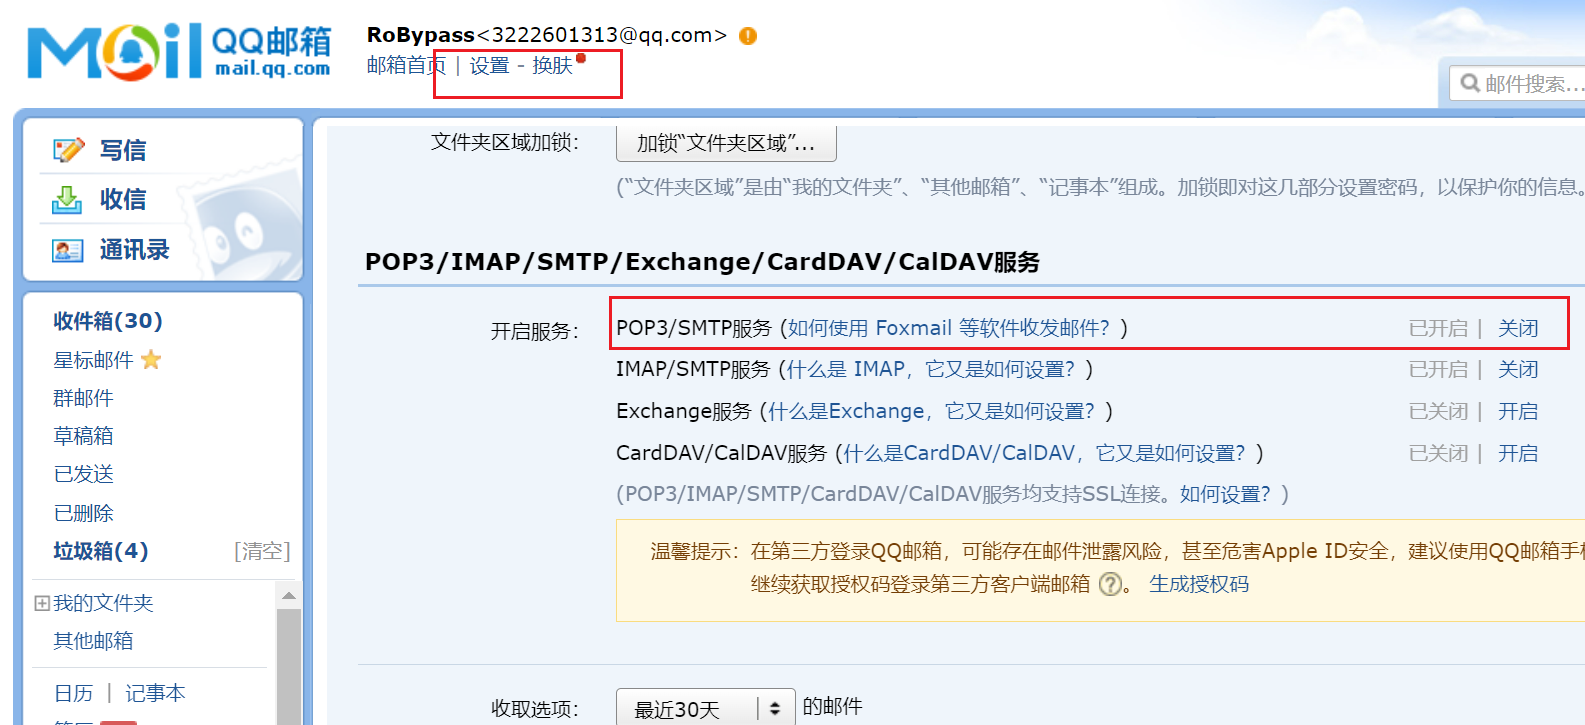 Mail QQ邮箱
mail.qq.com
RoBypass<3222601313@qq.com>
邮箱首页 | 设置 - 换肤
邮件搜索...
写信
收信
通讯录
收件箱(30)
星标邮件
群邮件
草稿箱
已发送
已删除
垃圾箱(4) [清空]
我的文件夹
其他邮箱
日历 | 记事本
文件夹区域加锁： 加锁“文件夹区域”...
(“文件夹区域”是由“我的文件夹”、“其他邮箱”、“记事本”组成。加锁即对这几部分设置密码，以保护你的信息。
POP3/IMAP/SMTP/Exchange/CardDAV/CalDAV服务
开启服务： POP3/SMTP服务 (如何使用 Foxmail 等软件收发邮件？) 已开启 | 关闭
IMAP/SMTP服务 (什么是 IMAP，它又是如何设置？) 已开启 | 关闭
Exchange服务 (什么是Exchange，它又是如何设置？) 已关闭 | 开启
CardDAV/CalDAV服务 (什么是CardDAV/CalDAV，它又是如何设置？) 已关闭 | 开启
(POP3/IMAP/SMTP/CardDAV/CalDAV服务均支持SSL连接。如何设置？)
温馨提示：在第三方登录QQ邮箱，可能存在邮件泄露风险，甚至危害Apple ID安全，建议使用QQ邮箱手
继续获取授权码登录第三方客户端邮箱 ?。 生成授权码
收取选项： 最近30天 的邮件